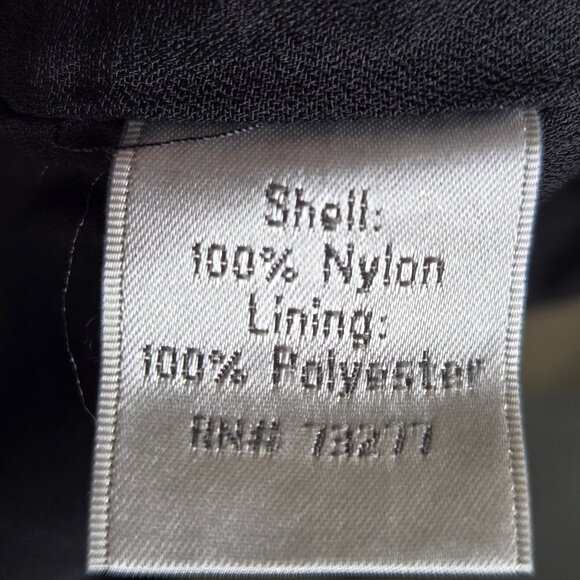 Shell:
100% Nylon
Lining:
100% Polyester
RN# 73277